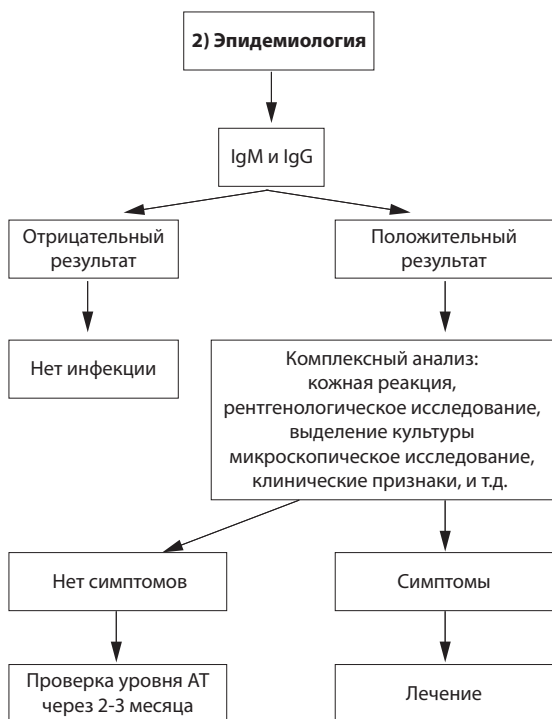 2) Эпидемиология
IgM и IgG
Отрицательный
результат
Положительный
результат
Нет инфекции
Комплексный анализ:
кожная реакция,
рентгенологическое исследование,
выделение культуры
микроскопическое исследование,
клинические признаки, и т.д.
Нет симптомов
Симптомы
Проверка уровня АТ
через 2-3 месяца
Лечение